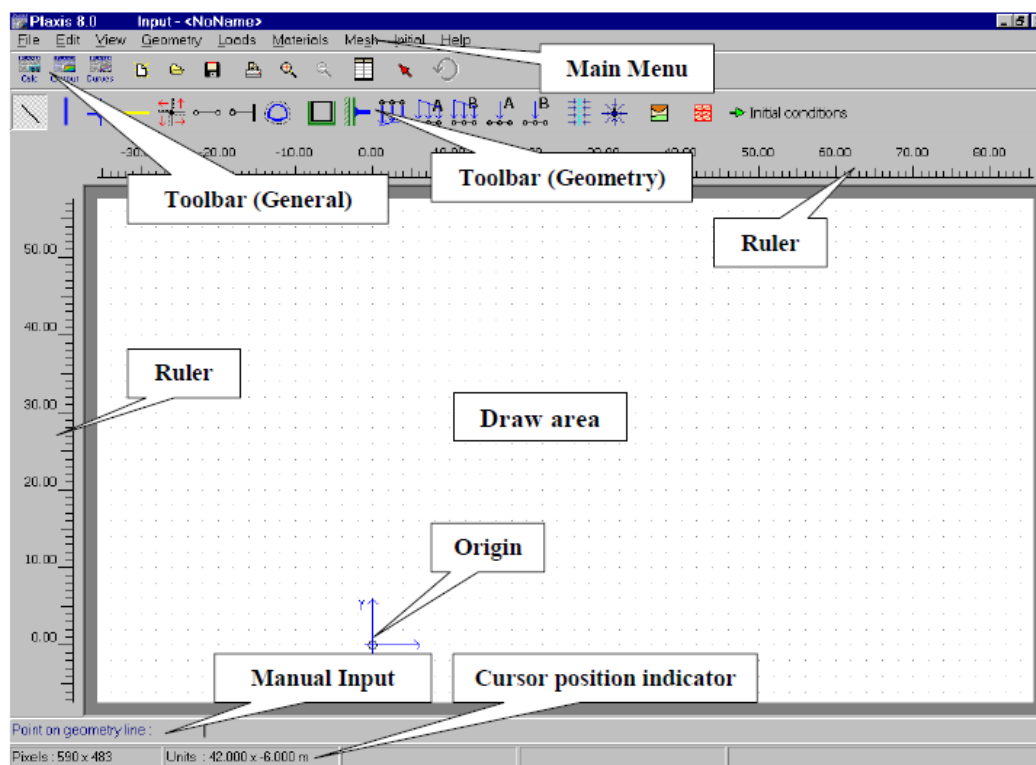 Plaxis 8.0 Input - <NoName>
File Edit View Geometry Loads Materials Mesh Initial Help
Main Menu
Calc Output Curves
A B A B Initial conditions
Toolbar (General)
Toolbar (Geometry)
-20.00 -10.00 0.00 50.00 60.00 70.00 80.00
Ruler
50.00
40.00
Ruler
30.00
Draw area
20.00
Origin
10.00
Y
0.00
Manual Input
Cursor position indicator
Point on geometry line :
Pixels : 590 x 483 Units : 42.000 x -6.000 m